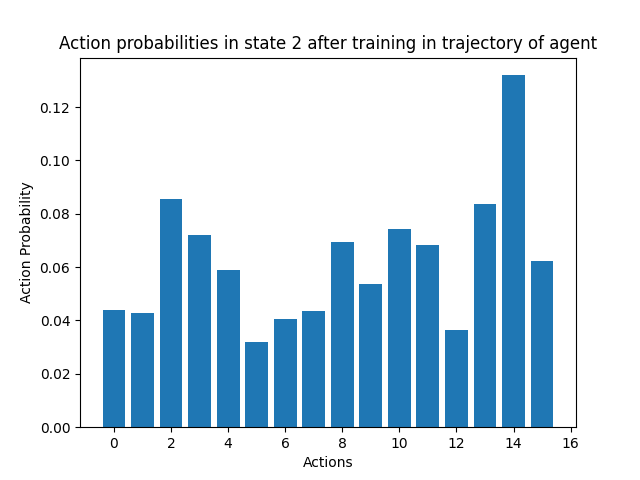 Action probabilities in state 2 after training in trajectory of agent
0.12
0.10
0.08
0.06
0.04
0.02
0.00
Action Probability
0 2 4 6 8 10 12 14 16
Actions